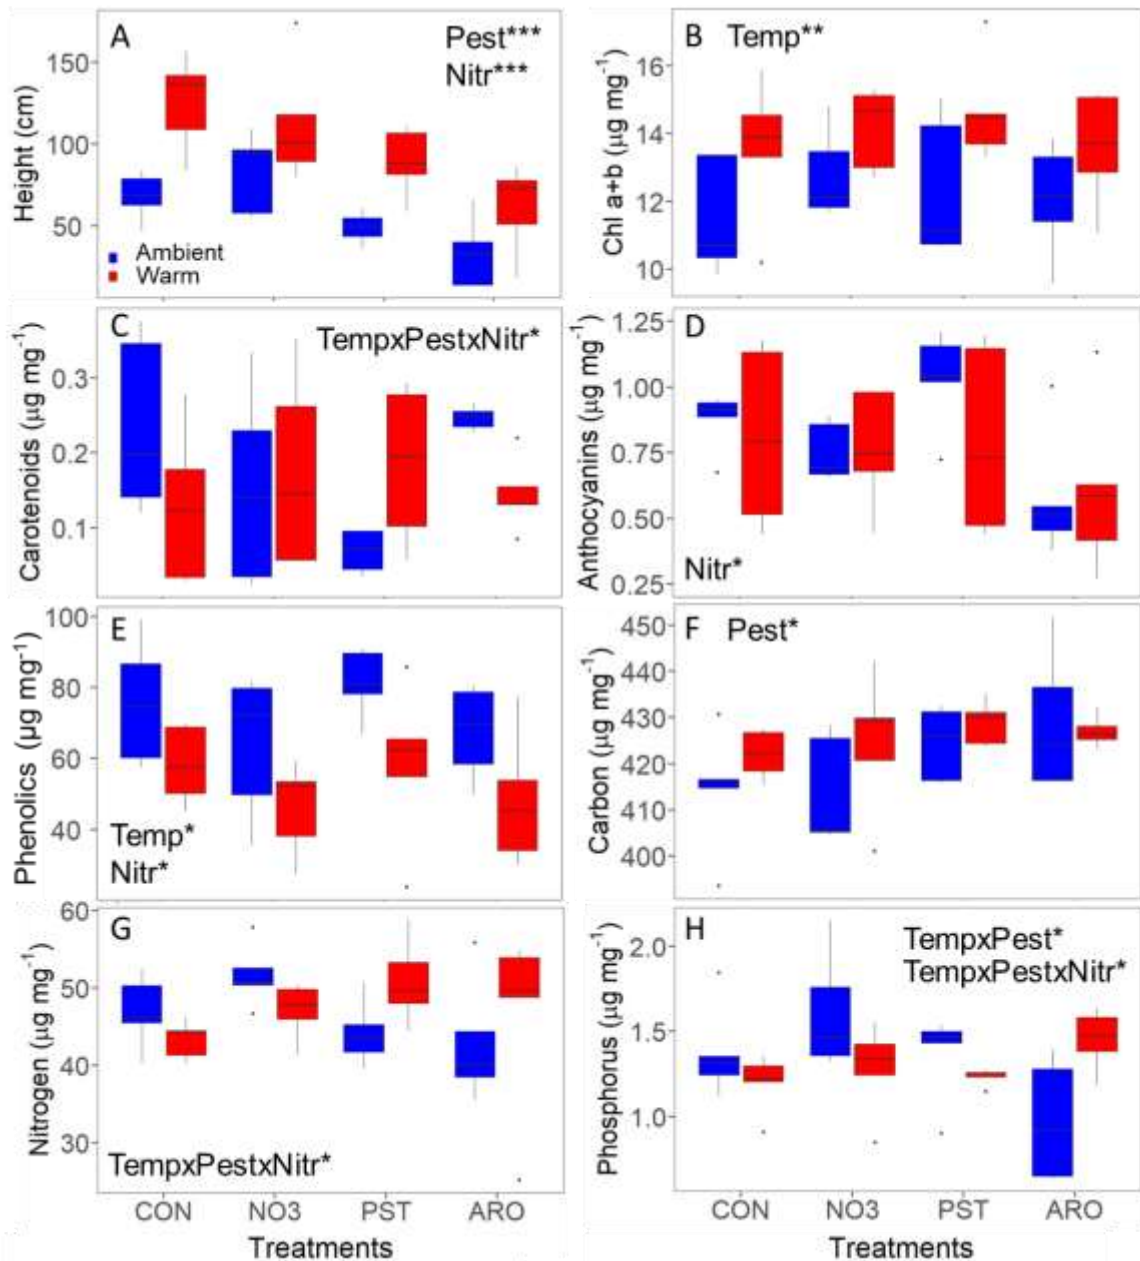 A
Pest***
Nitr***
Height (cm)
150
100
50
Ambient
Warm
B
Temp**
Chl a+b (µg mg⁻¹)
16
14
12
10
C
TempxPestxNitr*
Carotenoids (µg mg⁻¹)
0.3
0.2
0.1
D
Anthocyanins (µg mg⁻¹)
1.25
1.00
0.75
0.50
0.25
Nitr*
E
Phenolics (µg mg⁻¹)
100
80
60
40
Temp*
Nitr*
F
Pest*
Carbon (µg mg⁻¹)
450
430
420
410
400
G
Nitrogen (µg mg⁻¹)
60
50
40
30
TempxPestxNitr*
CON NO3 PST ARO
Treatments
H
TempxPest*
TempxPestxNitr*
Phosphorus (µg mg⁻¹)
2.0
1.5
1.0
CON NO3 PST ARO
Treatments